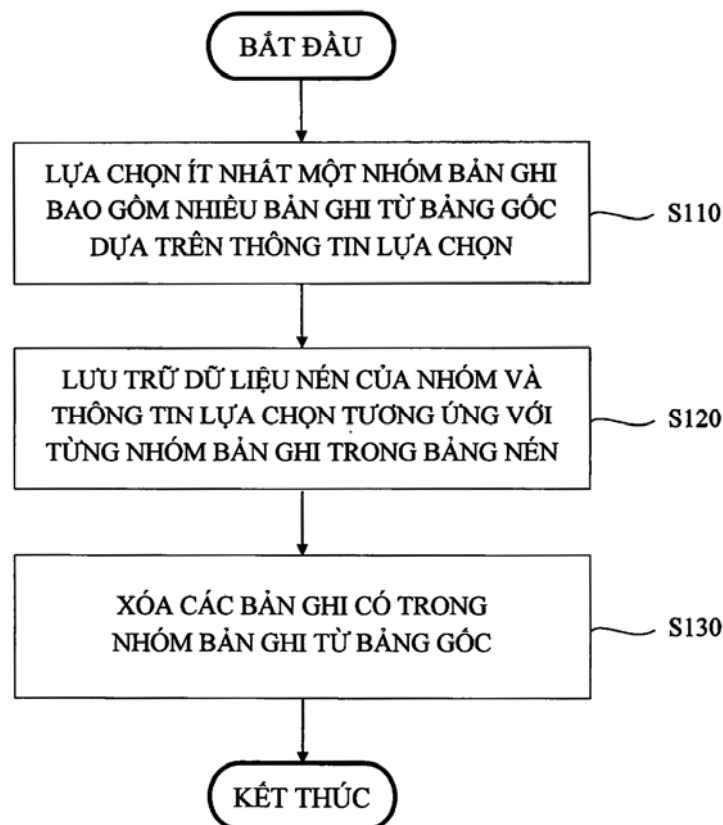 BẮT ĐẦU
LỰA CHỌN ÍT NHẤT MỘT NHÓM BẢN GHI
BAO GỒM NHIỀU BẢN GHI TỪ BẢNG GỐC
DỰA TRÊN THÔNG TIN LỰA CHỌN
S110
LƯU TRỮ DỮ LIỆU NÉN CỦA NHÓM VÀ
THÔNG TIN LỰA CHỌN TƯƠNG ỨNG VỚI
TỪNG NHÓM BẢN GHI TRONG BẢNG NÉN
S120
XÓA CÁC BẢN GHI CÓ TRONG
NHÓM BẢN GHI TỪ BẢNG GỐC
S130
KẾT THÚC